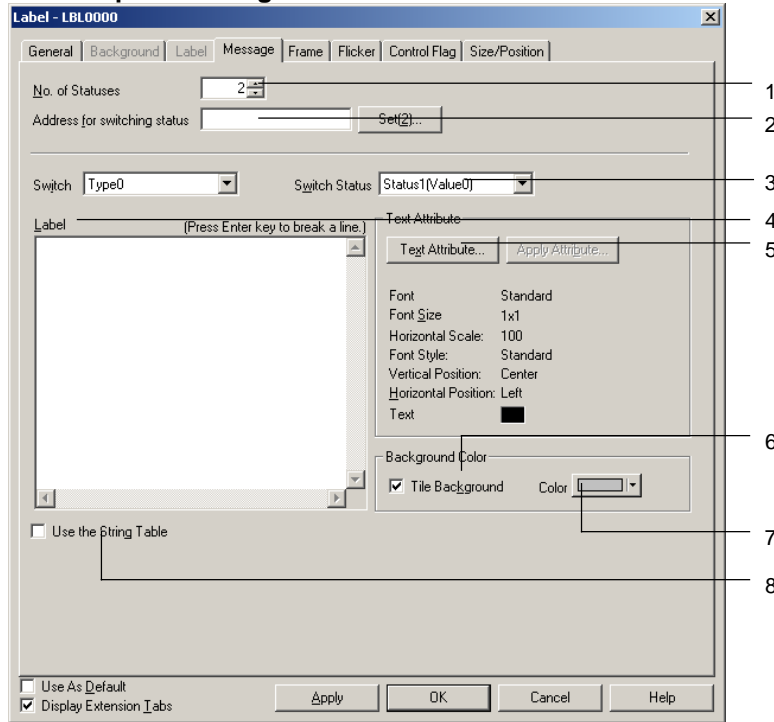 Label - LBL0000
General Background Label Message Frame Flicker Control Flag Size/Position
No. of Statuses 2 1
Address for switching status Set(2)... 2
Switch Type0 Switch Status Status1(Value0) 3
Label (Press Enter key to break a line.) Text Attribute 4
Text Attribute... Apply Attribute... 5
Font Standard
Font Size 1x1
Horizontal Scale: 100
Font Style: Standard
Vertical Position: Center
Horizontal Position: Left
Text
6
Background Color
Tile Background Color
7
Use the String Table
8
Use As Default
Display Extension Tabs Apply OK Cancel Help